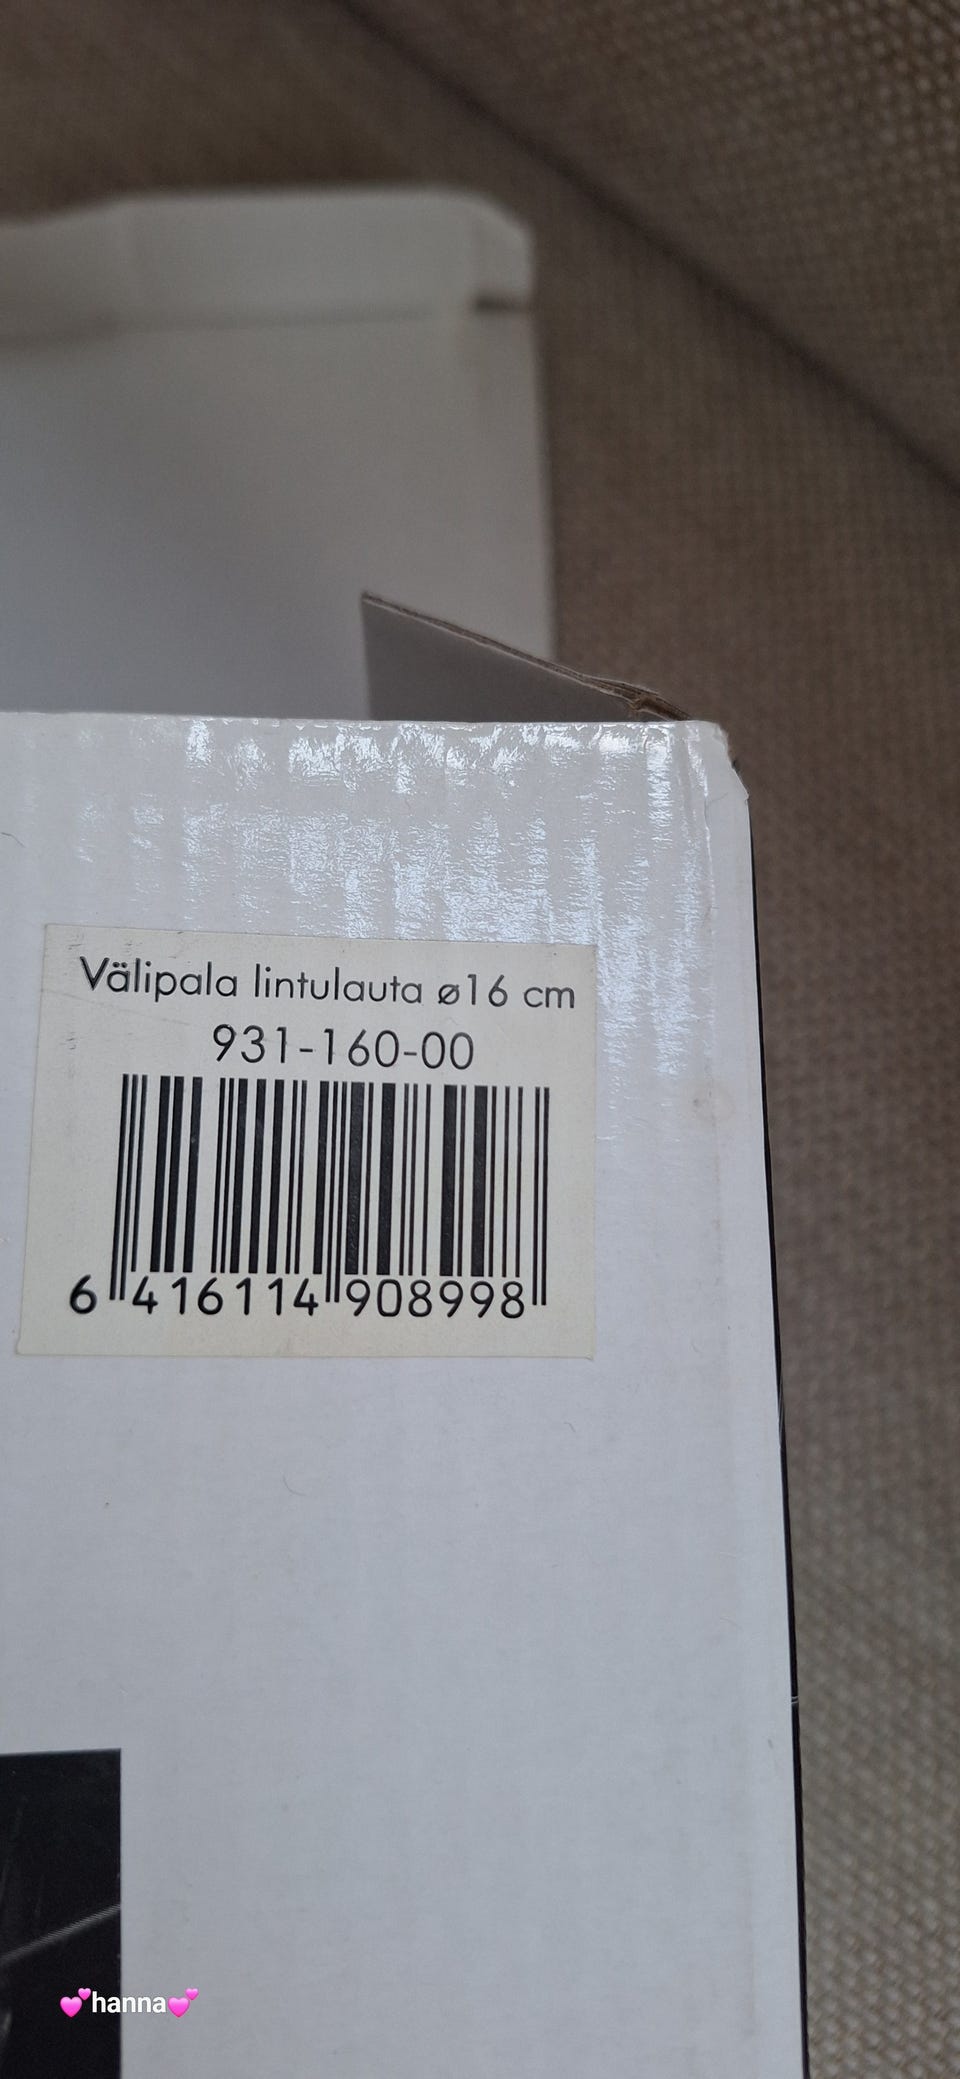 Välipala lintulauta ø16 cm
931-160-00
6 416114 908998
💕hanna💕